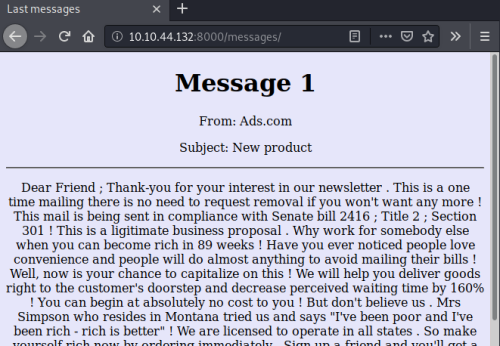 Last messages
10.10.44.132:8000/messages/
Message 1
From: Ads.com
Subject: New product
Dear Friend ; Thank-you for your interest in our newsletter . This is a one
time mailing there is no need to request removal if you won't want any more !
This mail is being sent in compliance with Senate bill 2416 ; Title 2 ; Section
301 ! This is a ligitimate business proposal . Why work for somebody else
when you can become rich in 89 weeks ! Have you ever noticed people love
convenience and people will do almost anything to avoid mailing their bills !
Well, now is your chance to capitalize on this ! We will help you deliver goods
right to the customer's doorstep and decrease perceived waiting time by 160%
! You can begin at absolutely no cost to you ! But don't believe us . Mrs
Simpson who resides in Montana tried us and says "I've been poor and I've
been rich - rich is better" ! We are licensed to operate in all states . So make
yourself rich now by ordering immediately . Sign up a friend and you'll get a